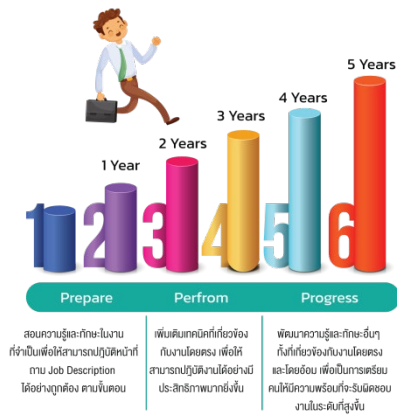 5 Years
4 Years
3 Years
2 Years
1 Year
1 2 3 4 5 6
Prepare Perfrom Progress
สอนความรู้และทักษะในงาน
ที่จำเป็นเพื่อให้สามารถปฏิบัติหน้าที่
ตาม Job Description
ได้อย่างถูกต้อง ตามขั้นตอน
เพิ่มเติมเทคนิคที่เกี่ยวข้อง
กับงานโดยตรง เพื่อให้
สามารถปฏิบัติงานได้อย่างมี
ประสิทธิภาพมากยิ่งขึ้น
พัฒนาความรู้และทักษะอื่นๆ
ทั้งที่เกี่ยวข้องกับงานโดยตรง
และโดยอ้อม เพื่อเป็นการเตรียม
คนให้มีความพร้อมที่จะรับผิดชอบ
งานในระดับที่สูงขึ้น